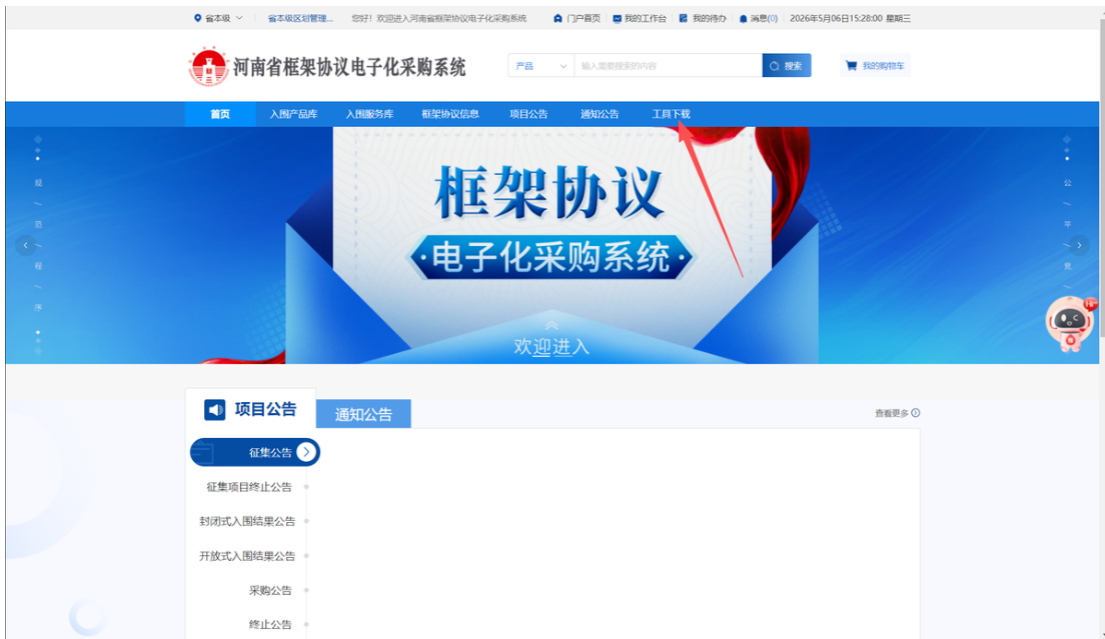 省本级 省本级区划管理... 您好！欢迎进入河南省框架协议电子化采购系统 门户首页 我的工作台 我的待办 消息(0) 2026年5月06日15:28:00 星期三
河南省框架协议电子化采购系统 产品 输入需要搜索的内容 搜索 我的购物车
首页 入围产品库 入围服务库 框架协议信息 项目公告 通知公告 工具下载
框架协议
·电子化采购系统·
欢迎进入
规
范
程
序
公
平
竞
项目公告 通知公告 查看更多
征集公告
征集项目终止公告
封闭式入围结果公告
开放式入围结果公告
采购公告
终止公告